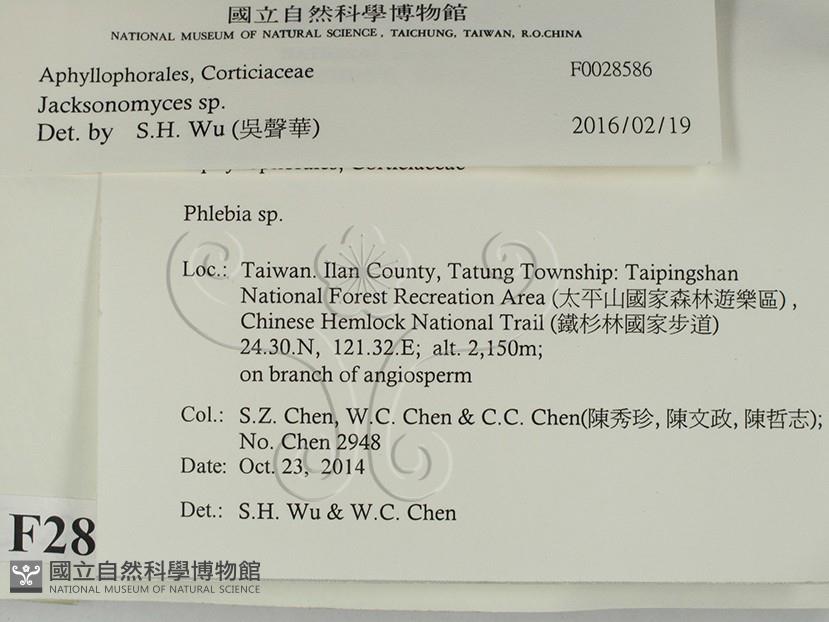 國立自然科學博物館
NATIONAL MUSEUM OF NATURAL SCIENCE, TAICHUNG, TAIWAN, R.O.CHINA
Aphyllophorales, Corticiaceae F0028586
Jacksonomyces sp.
Det. by S.H. Wu (吳聲華) 2016/02/19
Phlebia sp.
Loc.: Taiwan. Ilan County, Tatung Township: Taipingshan
National Forest Recreation Area (太平山國家森林遊樂區),
Chinese Hemlock National Trail (鐵杉林國家步道)
24.30.N, 121.32.E; alt. 2,150m;
on branch of angiosperm
Col.: S.Z. Chen, W.C. Chen & C.C. Chen(陳秀珍, 陳文政, 陳哲志);
No. Chen 2948
Date: Oct. 23, 2014
Det.: S.H. Wu & W.C. Chen
F28
國立自然科學博物館
NATIONAL MUSEUM OF NATURAL SCIENCE